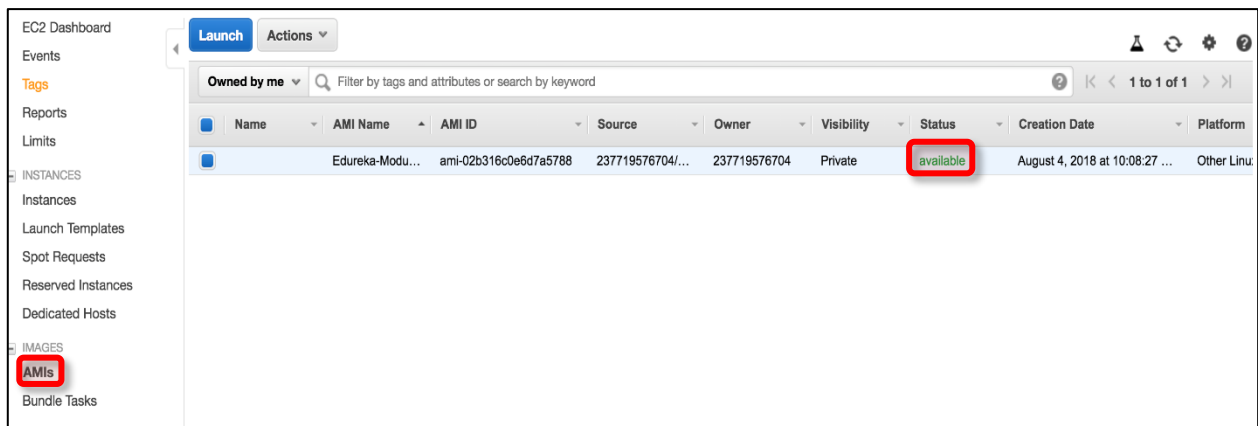 EC2 Dashboard
Events
Tags
Reports
Limits
INSTANCES
Instances
Launch Templates
Spot Requests
Reserved Instances
Dedicated Hosts
IMAGES
AMIs
Bundle Tasks
Launch Actions
Owned by me Filter by tags and attributes or search by keyword 1 to 1 of 1
Name AMI Name AMI ID Source Owner Visibility Status Creation Date Platform
Edureka-Modu... ami-02b316c0e6d7a5788 237719576704/... 237719576704 Private available August 4, 2018 at 10:08:27 ... Other Linu